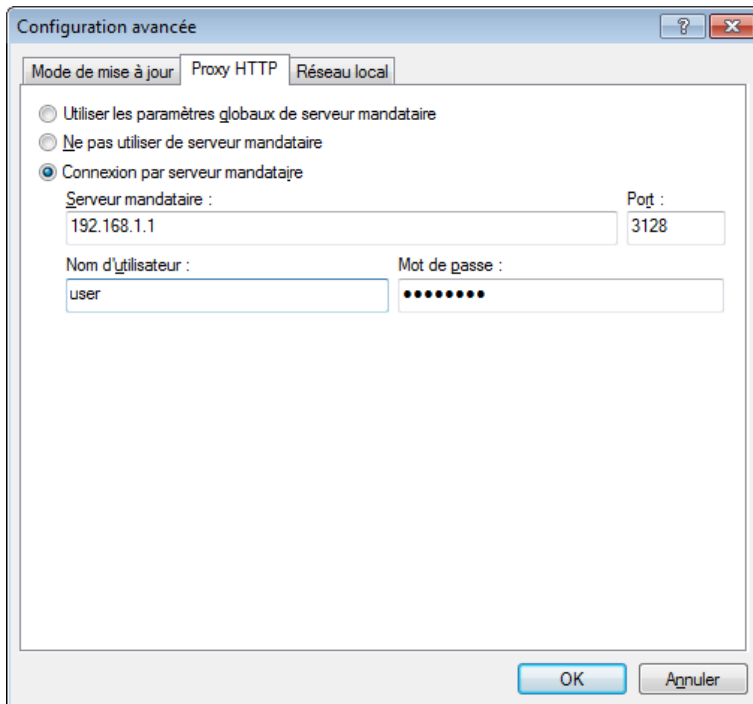 Configuration avancée
Mode de mise à jour Proxy HTTP Réseau local
Utiliser les paramètres globaux de serveur mandataire
Ne pas utiliser de serveur mandataire
Connexion par serveur mandataire
Serveur mandataire : Port :
192.168.1.1 3128
Nom d'utilisateur : Mot de passe :
user ••••••••
OK Annuler